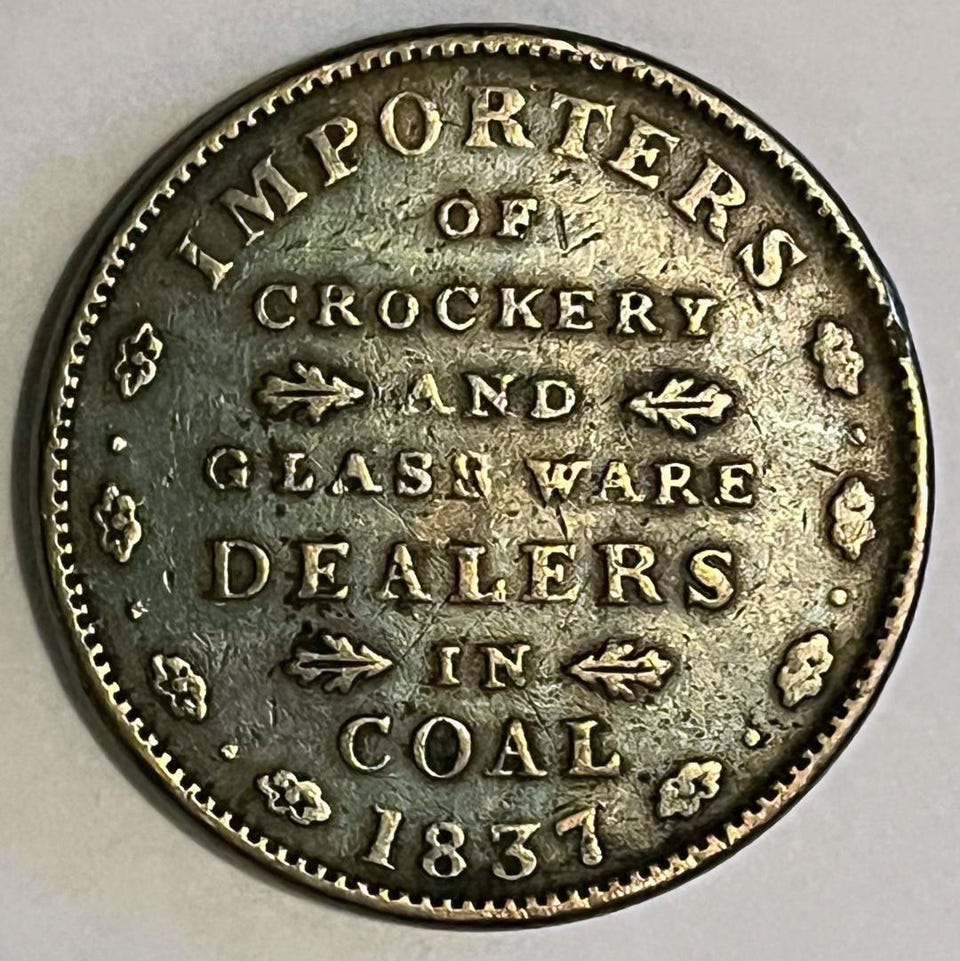 IMPORTERS
OF
CROCKERY
AND
GLASS WARE
DEALERS
IN
COAL
1837